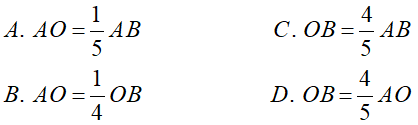 A. AO = 1/5 AB    C. OB = 4/5 AB
B. AO = 1/4 OB    D. OB = 4/5 AO